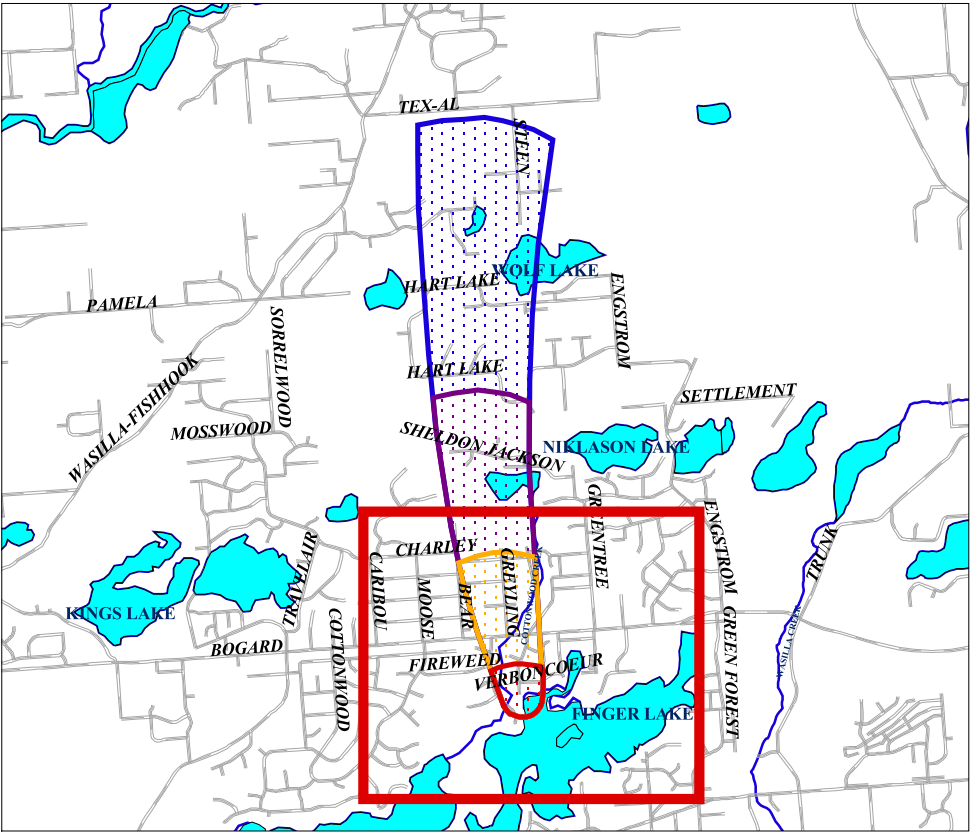 TEX-AL
STEEN
WOLF LAKE
HART LAKE
PAMELA
ENGSTROM
SORRELWOOD
WASILLA-FISHHOOK
HART LAKE
SETTLEMENT
MOSSWOOD
SHELDON JACKSON
NIKLASON LAKE
GREENTREE
ENGSTROM
TRUNK
TRAVELAIR
CHARLEY
CARIBOU
MOOSE
BEAR
GREYLING
COTTONWOOD CREEK
KINGS LAKE
COTTONWOOD
BOGARD
GREEN FOREST
WASILLA CREEK
FIREWEED
VERBONCOEUR
FINGER LAKE